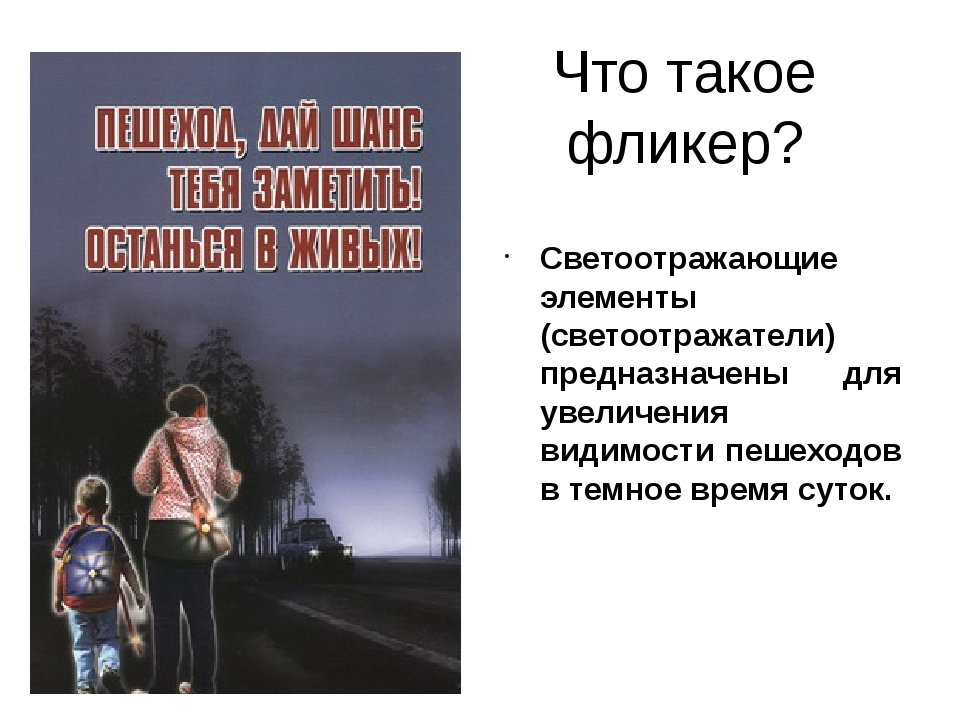 ПЕШЕХОД, ДАЙ ШАНС
ТЕБЯ ЗАМЕТИТЬ!
ОСТАНЬСЯ В ЖИВЫХ!
Что такое
фликер?
• Светоотражающие
элементы
(светоотражатели)
предназначены для
увеличения
видимости пешеходов
в темное время суток.